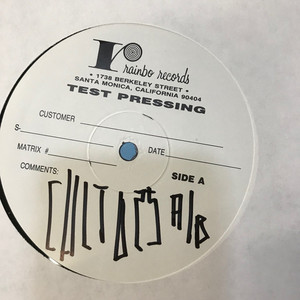 r
rainbo records
• 1738 BERKELEY STREET •
SANTA MONICA, CALIFORNIA 90404
TEST PRESSING
CUSTOMER
S-
MATRIX # DATE
COMMENTS: SIDE A
A/B